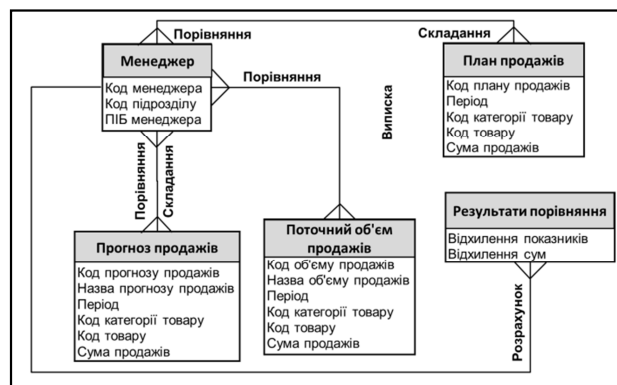 Порівняння
Складання
Менеджер
Код менеджера
Код підрозділу
ПІБ менеджера
Порівняння
Виписка
План продажів
Код плану продажів
Період
Код категорії товару
Код товару
Сума продажів
Порівняння
Складання
Прогноз продажів
Код прогнозу продажів
Назва прогнозу продажів
Період
Код категорії товару
Код товару
Сума продажів
Поточний об'єм
продажів
Код об'єму продажів
Назва об'єму продажів
Період
Код категорії товару
Код товару
Сума продажів
Результати порівняння
Відхилення показників
Відхилення сум
Розрахунок